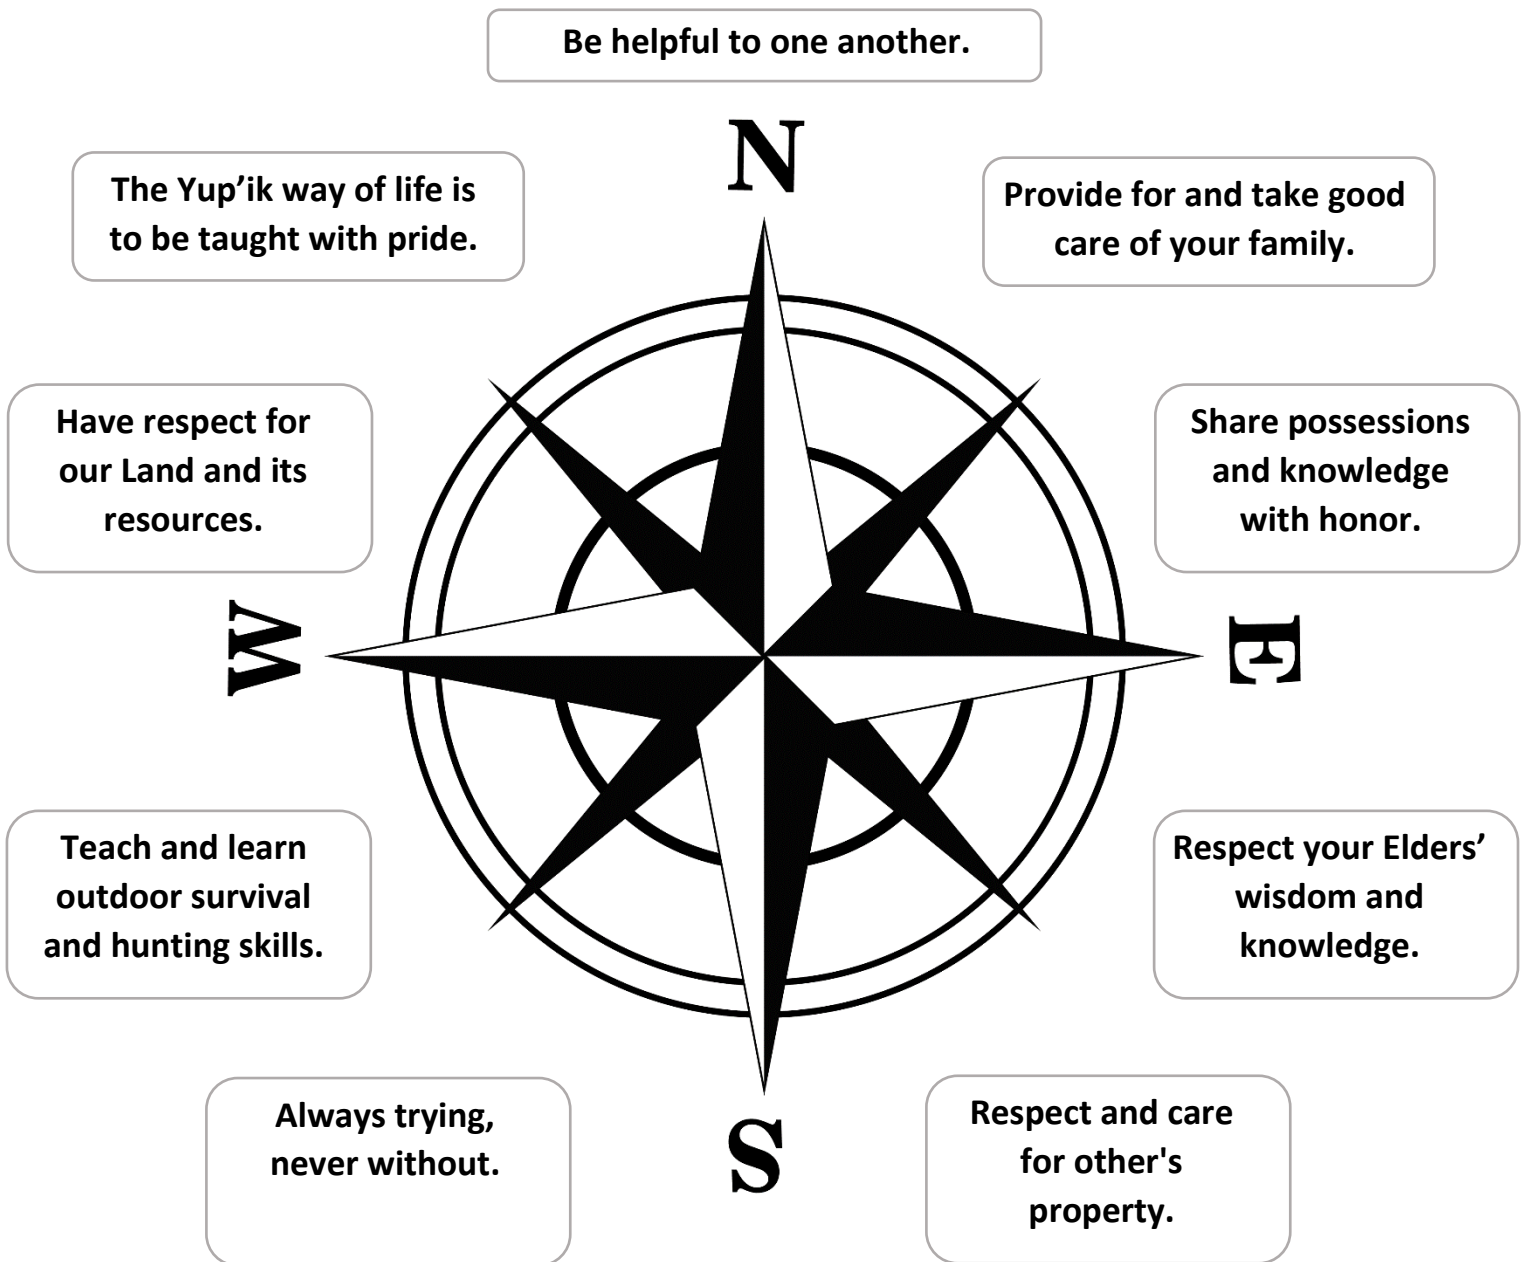 Be helpful to one another.
N
The Yup’ik way of life is
to be taught with pride.
Provide for and take good
care of your family.
Have respect for
our Land and its
resources.
Share possessions
and knowledge
with honor.
W
E
Teach and learn
outdoor survival
and hunting skills.
Respect your Elders’
wisdom and
knowledge.
Always trying,
never without.
S
Respect and care
for other's
property.